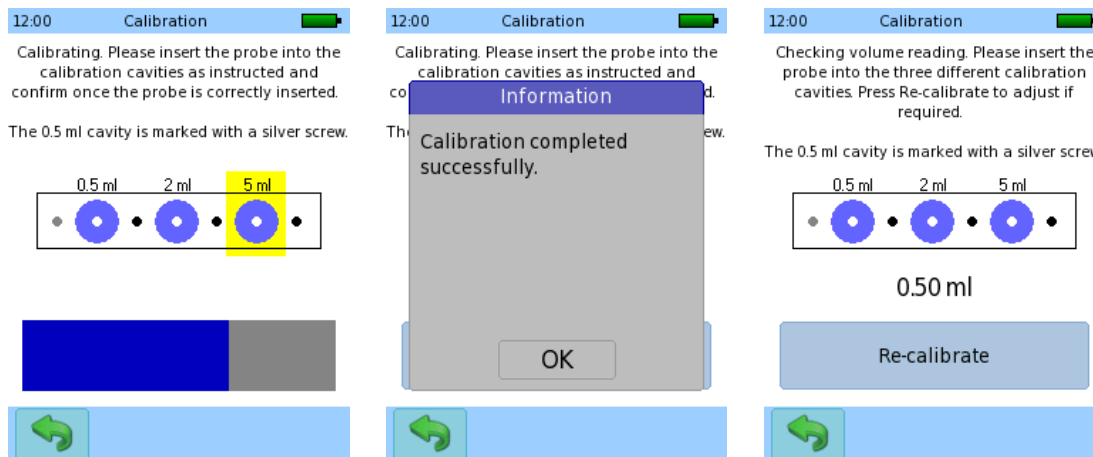 12:00 Calibration
Calibrating. Please insert the probe into the
calibration cavities as instructed and
confirm once the probe is correctly inserted.
The 0.5 ml cavity is marked with a silver screw.
0.5 ml 2 ml 5 ml
12:00 Calibration
Calibrating. Please insert the probe into the
calibration cavities as instructed and
Information
Calibration completed
successfully.
OK
12:00 Calibration
Checking volume reading. Please insert the
probe into the three different calibration
cavities. Press Re-calibrate to adjust if
required.
The 0.5 ml cavity is marked with a silver screw
0.5 ml 2 ml 5 ml
0.50 ml
Re-calibrate